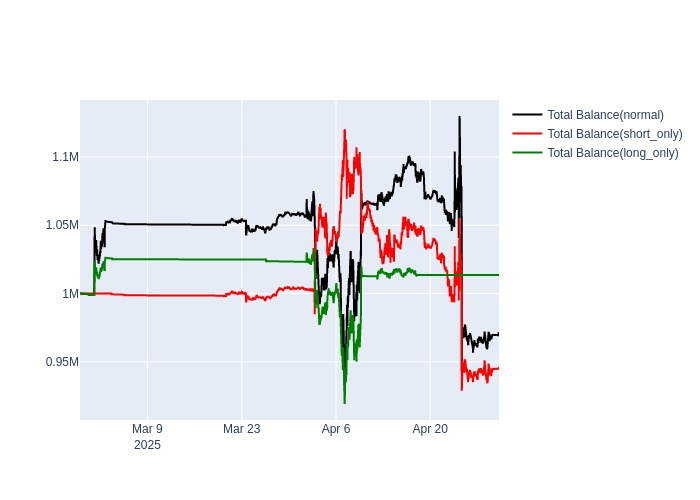 Total Balance(normal)
Total Balance(short_only)
Total Balance(long_only)
1.1M
1.05M
1M
0.95M
Mar 9
2025
Mar 23
Apr 6
Apr 20